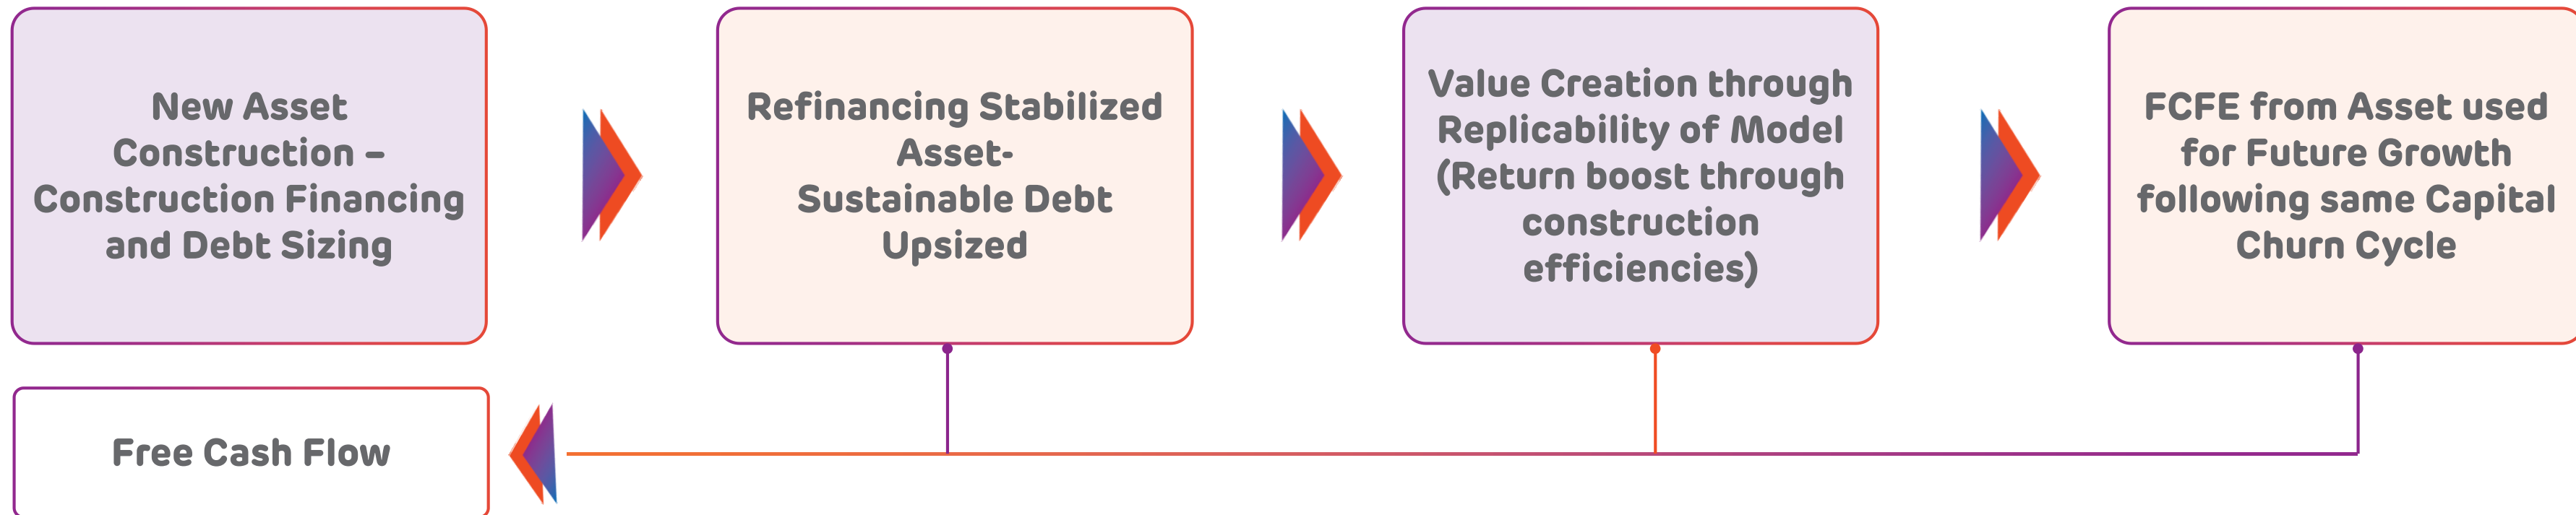 New Asset
Construction –
Construction Financing
and Debt Sizing
Refinancing Stabilized
Asset-
Sustainable Debt
Upsized
Value Creation through
Replicability of Model
(Return boost through
construction
efficiencies)
FCFE from Asset used
for Future Growth
following same Capital
Churn Cycle
Free Cash Flow